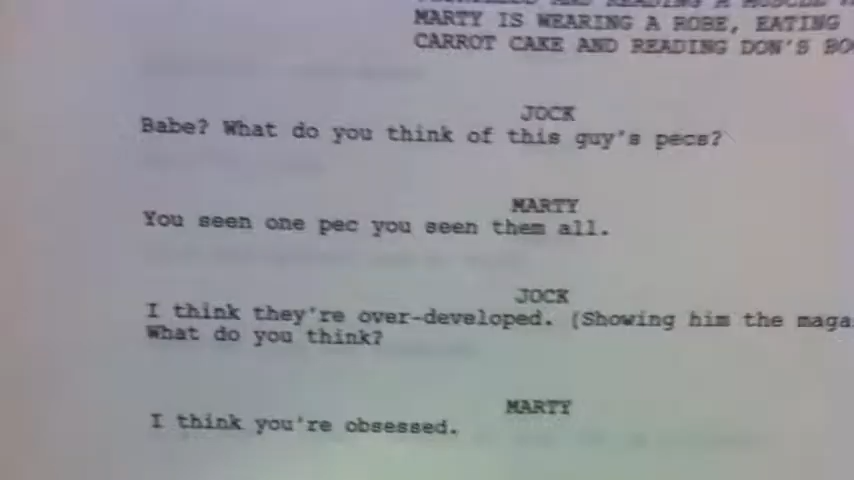 READING A MUSCLE
MARTY IS WEARING A ROBE, EATING
CARROT CAKE AND READING DON'S
JOCK
Babe? What do you think of this guy's pecs?
MARTY
You seen one pec you seen them all.
JOCK
I think they're over-developed. (Showing him the
What do you think?
MARTY
I think you're obsessed.